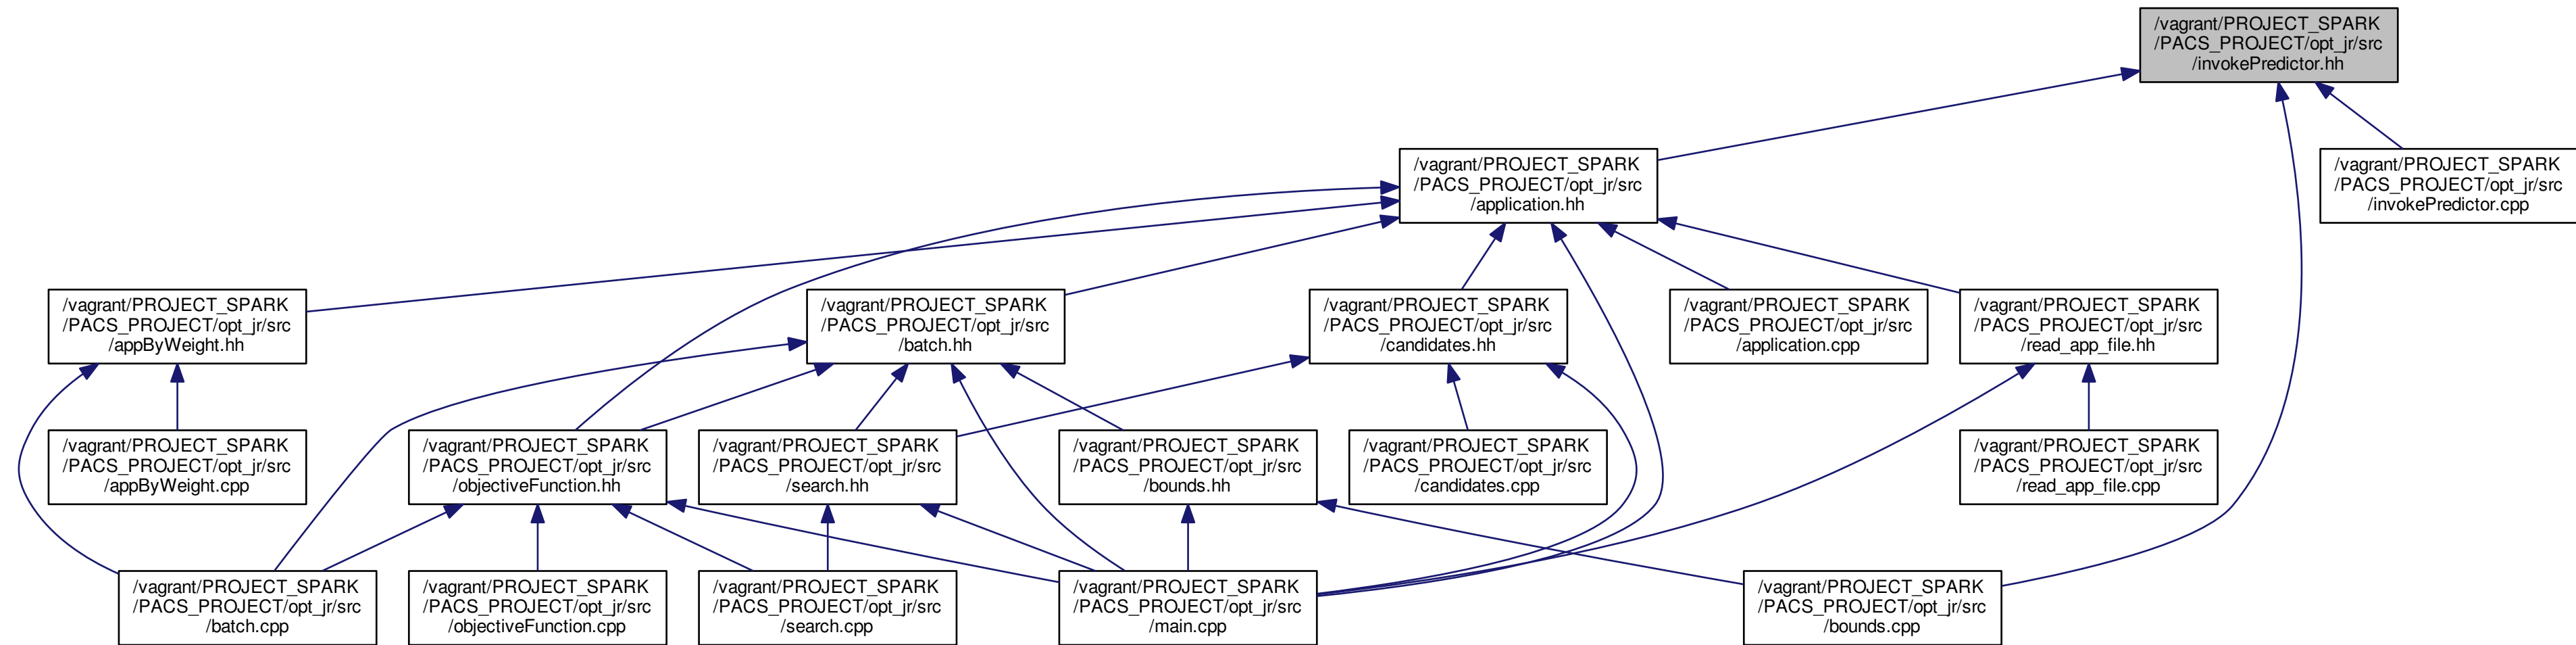 /vagrant/PROJECT_SPARK
/PACS_PROJECT/opt_jr/src
/invokePredictor.hh
/vagrant/PROJECT_SPARK
/PACS_PROJECT/opt_jr/src
/application.hh
/vagrant/PROJECT_SPARK
/PACS_PROJECT/opt_jr/src
/invokePredictor.cpp
/vagrant/PROJECT_SPARK
/PACS_PROJECT/opt_jr/src
/appByWeight.hh
/vagrant/PROJECT_SPARK
/PACS_PROJECT/opt_jr/src
/batch.hh
/vagrant/PROJECT_SPARK
/PACS_PROJECT/opt_jr/src
/candidates.hh
/vagrant/PROJECT_SPARK
/PACS_PROJECT/opt_jr/src
/application.cpp
/vagrant/PROJECT_SPARK
/PACS_PROJECT/opt_jr/src
/read_app_file.hh
/vagrant/PROJECT_SPARK
/PACS_PROJECT/opt_jr/src
/appByWeight.cpp
/vagrant/PROJECT_SPARK
/PACS_PROJECT/opt_jr/src
/objectiveFunction.hh
/vagrant/PROJECT_SPARK
/PACS_PROJECT/opt_jr/src
/search.hh
/vagrant/PROJECT_SPARK
/PACS_PROJECT/opt_jr/src
/bounds.hh
/vagrant/PROJECT_SPARK
/PACS_PROJECT/opt_jr/src
/candidates.cpp
/vagrant/PROJECT_SPARK
/PACS_PROJECT/opt_jr/src
/read_app_file.cpp
/vagrant/PROJECT_SPARK
/PACS_PROJECT/opt_jr/src
/batch.cpp
/vagrant/PROJECT_SPARK
/PACS_PROJECT/opt_jr/src
/objectiveFunction.cpp
/vagrant/PROJECT_SPARK
/PACS_PROJECT/opt_jr/src
/search.cpp
/vagrant/PROJECT_SPARK
/PACS_PROJECT/opt_jr/src
/main.cpp
/vagrant/PROJECT_SPARK
/PACS_PROJECT/opt_jr/src
/bounds.cpp